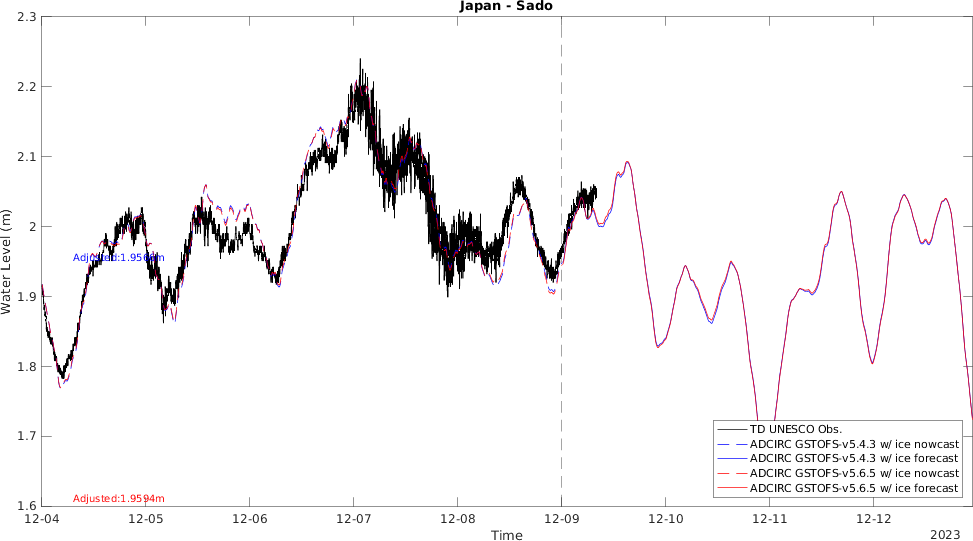 Japan - Sado
Water Level (m)
2.3
2.2
2.1
2
1.9
1.8
1.7
1.6
Adjusted:1.9594m
TD UNESCO Obs.
ADCIRC GSTOFS-v5.4.3 w/ ice nowcast
ADCIRC GSTOFS-v5.4.3 w/ ice forecast
ADCIRC GSTOFS-v5.6.5 w/ ice nowcast
ADCIRC GSTOFS-v5.6.5 w/ ice forecast
12-04 12-05 12-06 12-07 12-08 12-09 12-10 12-11 12-12
Time
2023